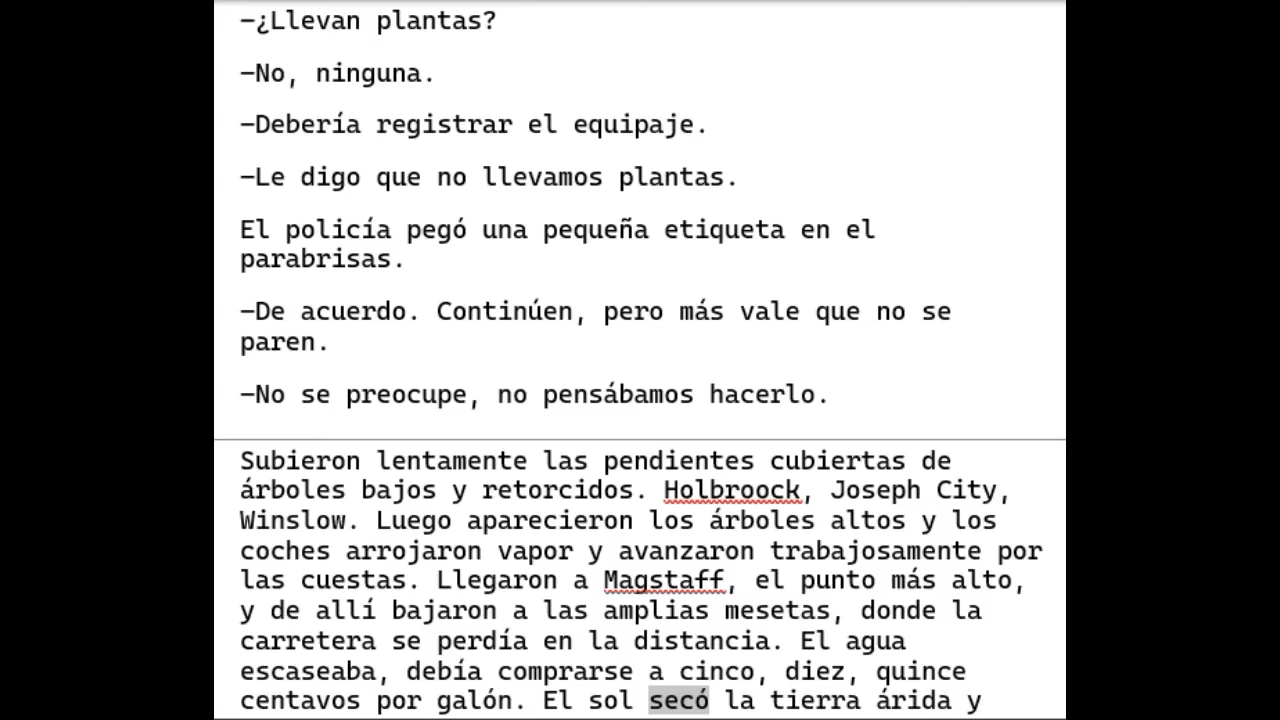 —¿Llevan plantas?
—No, ninguna.
—Debería registrar el equipaje.
—Le digo que no llevamos plantas.
El policía pegó una pequeña etiqueta en el
parabrisas.
—De acuerdo. Continúen, pero más vale que no se
paren.
—No se preocupe, no pensábamos hacerlo.
Subieron lentamente las pendientes cubiertas de
árboles bajos y retorcidos. Holbroock, Joseph City,
Winslow. Luego aparecieron los árboles altos y los
coches arrojaron vapor y avanzaron trabajosamente por
las cuestas. Llegaron a Magstaff, el punto más alto,
y de allí bajaron a las amplias mesetas, donde la
carretera se perdía en la distancia. El agua
escaseaba, debía comprarse a cinco, diez, quince
centavos por galón. El sol secó la tierra árida y